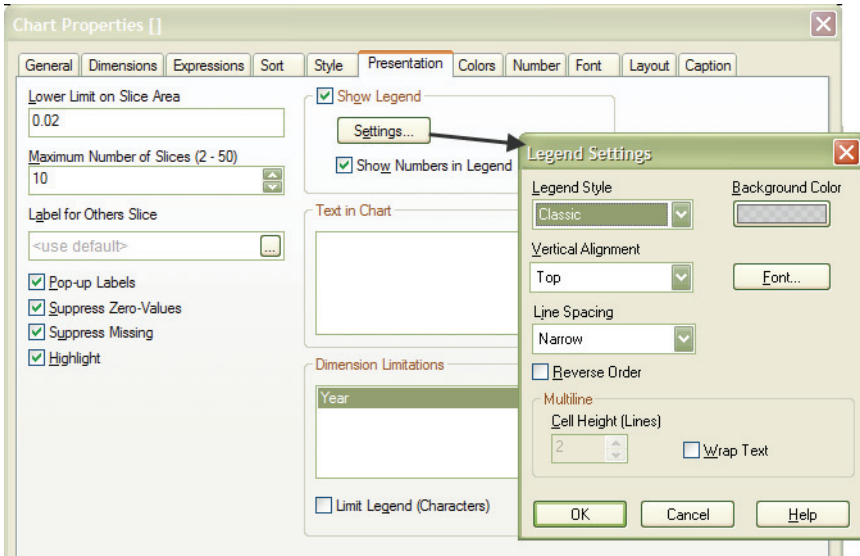 Chart Properties []
General Dimensions Expressions Sort Style Presentation Colors Number Font Layout Caption
Lower Limit on Slice Area
0.02
Maximum Number of Slices (2 - 50)
10
Label for Others Slice
<use default>
...
Pop-up Labels
Suppress Zero-Values
Suppress Missing
Highlight
Show Legend
Settings...
Show Numbers in Legend
Text in Chart
Dimension Limitations
Year
Limit Legend (Characters)
Legend Settings
Legend Style
Background Color
Classic
Vertical Alignment
Top
Font...
Line Spacing
Narrow
Reverse Order
Multiline
Cell Height (Lines)
2
Wrap Text
OK
Cancel
Help